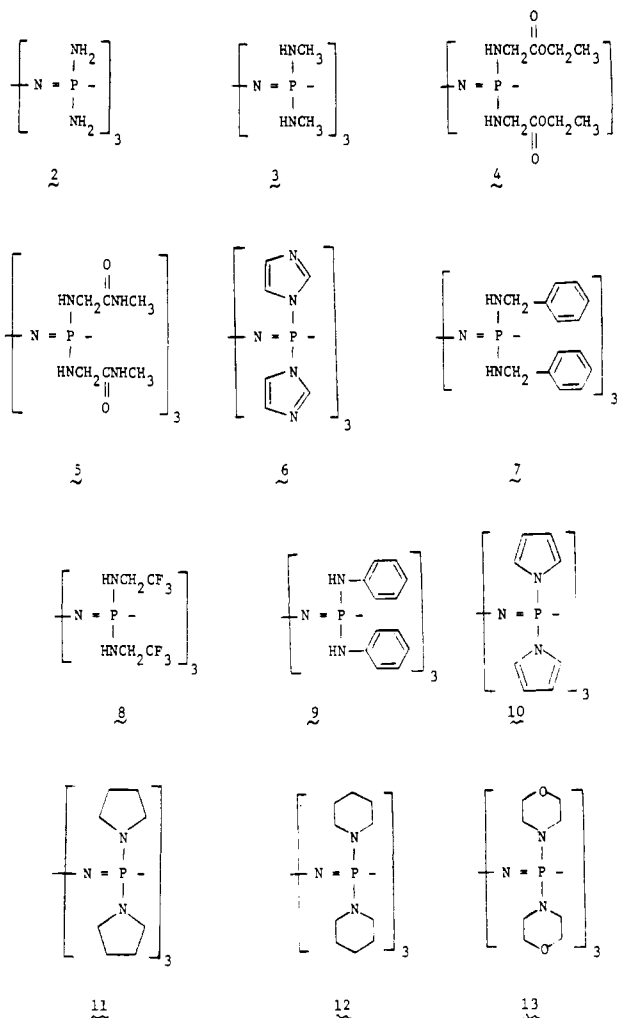 NH2 HNCH3 O
HNCH2COCH2CH3
N = P - N = P - N = P -
NH2 3 HNCH3 3 HNCH2COCH2CH3
O
2 3 4
O
HNCH2CNHCH3 N HNCH2
N
N = P - N = P - N = P -
HNCH2CNHCH3 N HNCH2
O N
3 3 3
5 6 7
HNCH2CF3 HN N
N = P - N = P - N = P -
HNCH2CF3 3 HN 3 N 3
8 9 10
O
N N N
N = P - N = P - N = P -
N N N
O
3 3 3
11 12 13